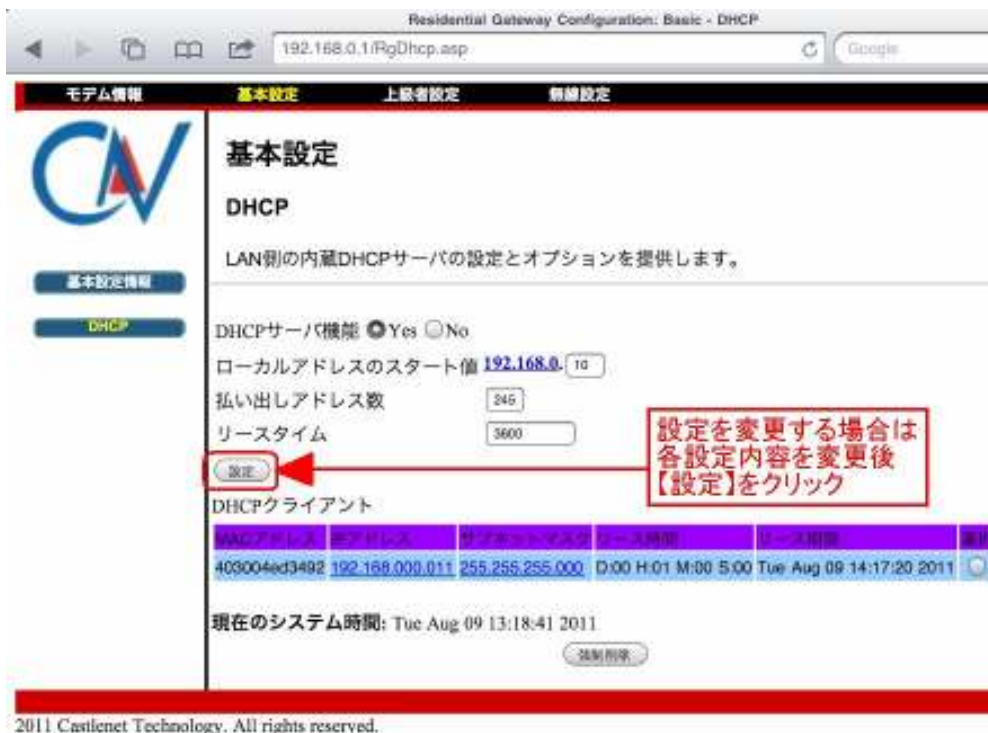 Residential Gateway Configuration: Basic - DHCP
192.168.0.1/RgDhcp.asp
Google
モデム情報 基本設定 上級者設定 無線設定
基本設定
DHCP
LAN側の内蔵DHCPサーバの設定とオプションを提供します。
基本設定情報
DHCP
DHCPサーバ機能 Yes No
ローカルアドレスのスタート値 192.168.0. 10
払い出しアドレス数 245
リースタイム 3600
設定
設定を変更する場合は
各設定内容を変更後
【設定】をクリック
DHCPクライアント
MACアドレス IPアドレス サブネットマスク リース時間 リース期限 選択
403004ed3492 192.168.000.011 255.255.255.000 D:00 H:01 M:00 S:00 Tue Aug 09 14:17:20 2011
現在のシステム時間: Tue Aug 09 13:18:41 2011
強制削除
2011 Castlenet Technology. All rights reserved.